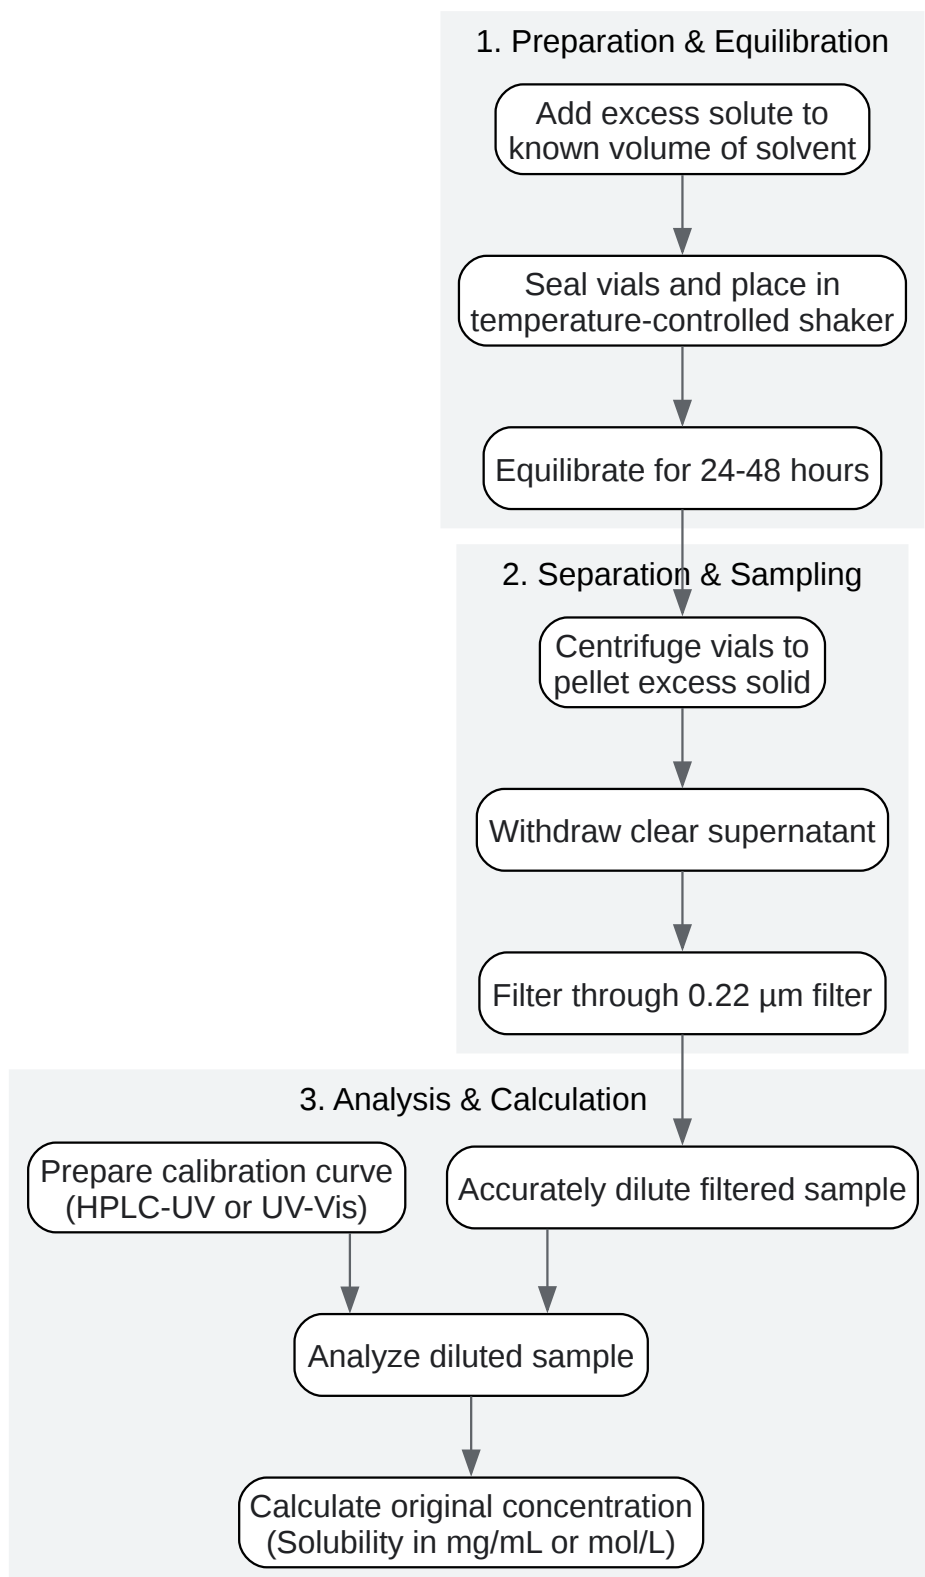 1. Preparation & Equilibration
Add excess solute to
known volume of solvent
Seal vials and place in
temperature-controlled shaker
Equilibrate for 24-48 hours
2. Separation & Sampling
Centrifuge vials to
pellet excess solid
Withdraw clear supernatant
Filter through 0.22 µm filter
3. Analysis & Calculation
Prepare calibration curve
(HPLC-UV or UV-Vis)
Accurately dilute filtered sample
Analyze diluted sample
Calculate original concentration
(Solubility in mg/mL or mol/L)